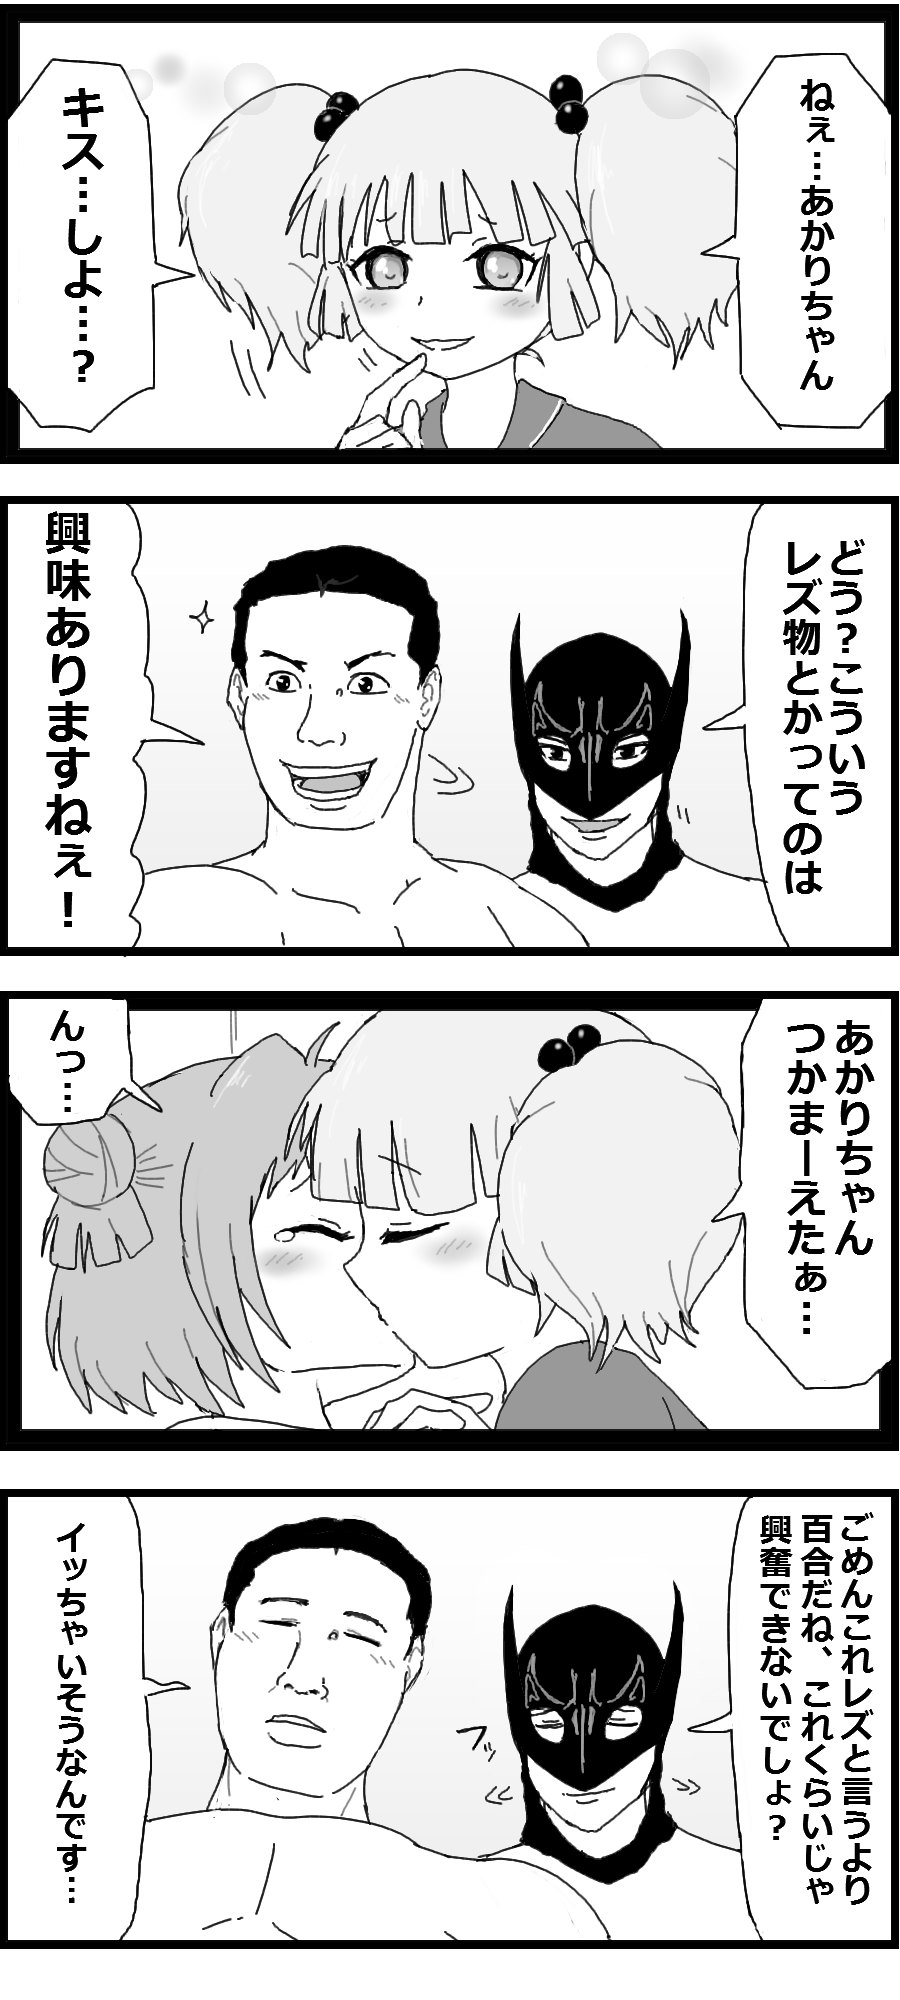 ねぇ…あかりちゃん
キス…しよ…?
どう?こういう
レズ物とかってのは
興味ありますねぇ!
あかりちゃん
つかまーえたぁ…
んっ…
ごめんこれレズと言うより
百合だね、これくらいじゃ
興奮できないでしょ?
フッ
イッちゃいそうなんです…